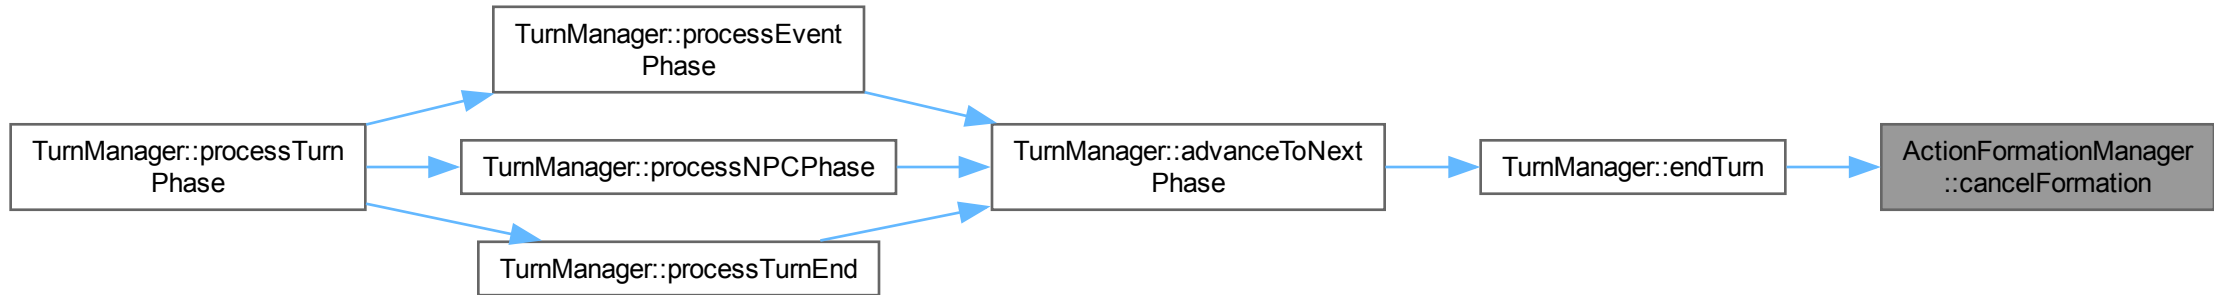 TurnManager::processTurn
Phase
TurnManager::processEvent
Phase
TurnManager::processNPCPhase
TurnManager::processTurnEnd
TurnManager::advanceToNext
Phase
TurnManager::endTurn
ActionFormationManager
::cancelFormation